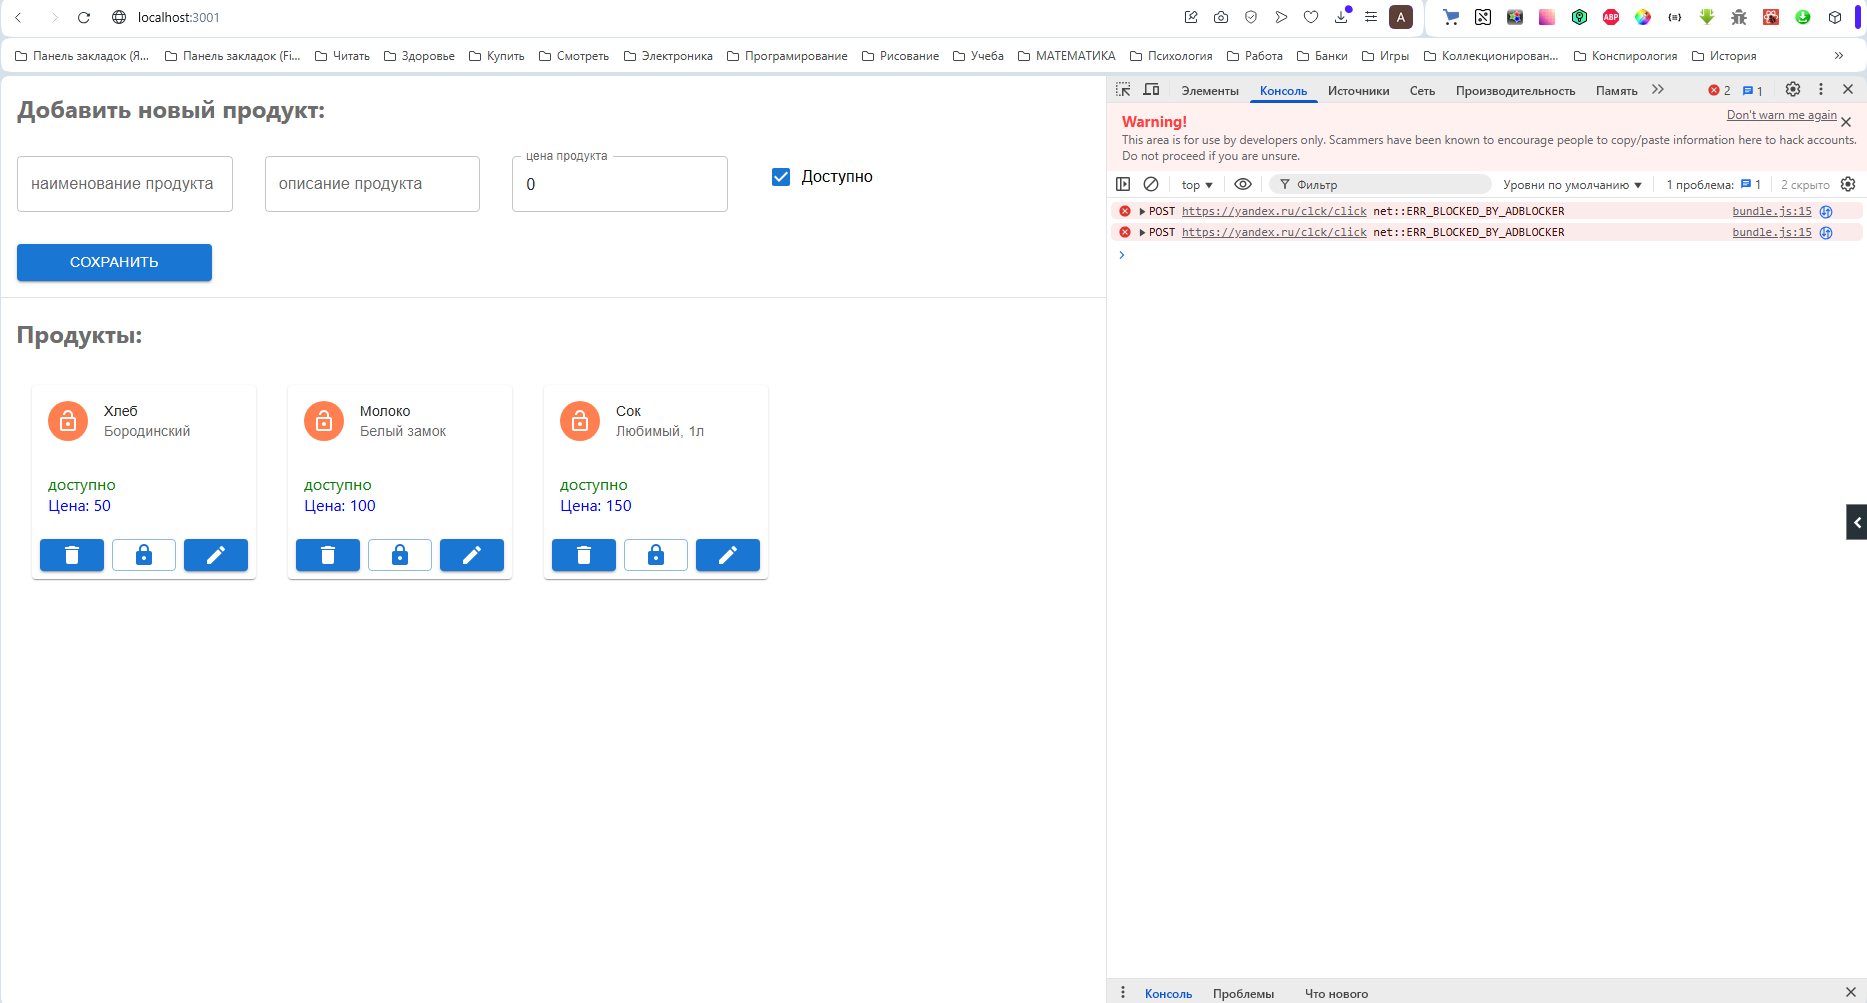 localhost:3001
A
ABP
Панель закладок (Я...
Панель закладок (Fi...
Читать
Здоровье
Купить
Смотреть
Электроника
Програмирование
Рисование
Учеба
МАТЕМАТИКА
Психология
Работа
Банки
Игры
Коллекционирован...
Конспирология
История
»
Добавить новый продукт:
наименование продукта
описание продукта
цена продукта
0
Доступно
СОХРАНИТЬ
Продукты:
Хлеб
Бородинский
доступно
Цена: 50
Молоко
Белый замок
доступно
Цена: 100
Сок
Любимый, 1л
доступно
Цена: 150
Элементы
Консоль
Источники
Сеть
Производительность
Память
2
1
Warning!
Don't warn me again
This area is for use by developers only. Scammers have been known to encourage people to copy/paste information here to hack accounts.
Do not proceed if you are unsure.
top
Фильтр
Уровни по умолчанию
1 проблема: 1
2 скрыто
POST https://yandex.ru/clck/click net::ERR_BLOCKED_BY_ADBLOCKER bundle.js:15
POST https://yandex.ru/clck/click net::ERR_BLOCKED_BY_ADBLOCKER bundle.js:15
Консоль
Проблемы
Что нового